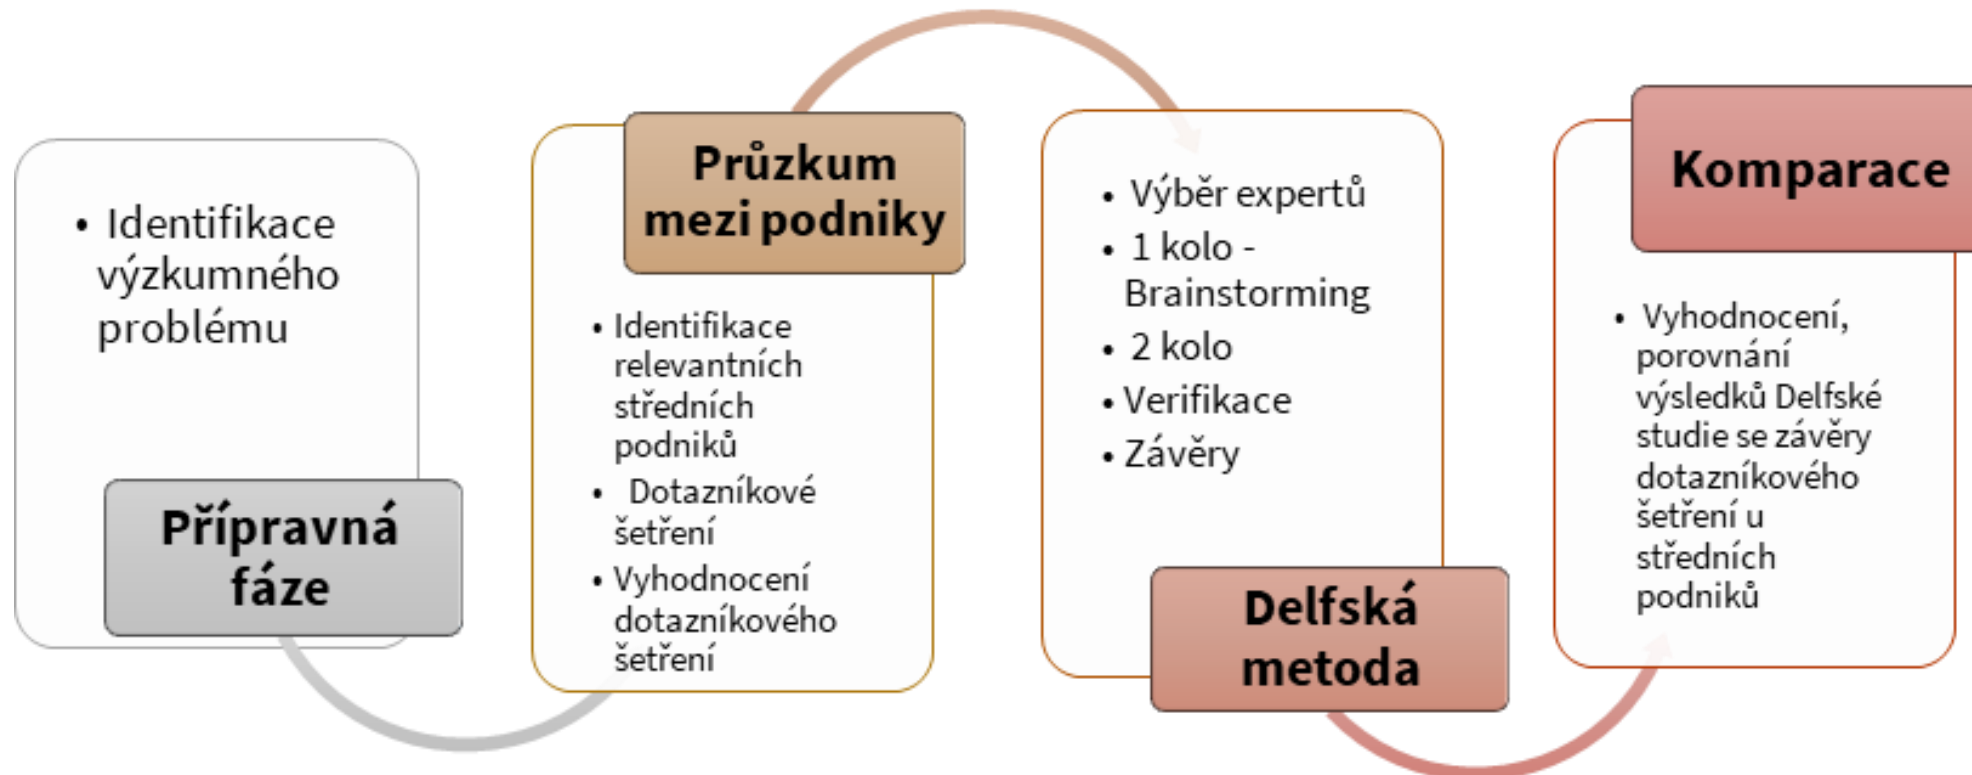 • Identifikace
výzkumného
problému
Přípravná
fáze
Průzkum
mezi podniky
• Identifikace
relevantních
středních
podniků
• Dotazníkové
šetření
• Vyhodnocení
dotazníkového
šetření
• Výběr expertů
• 1 kolo -
Brainstorming
• 2 kolo
• Verifikace
• Závěry
Delfská
metoda
Komparace
• Vyhodnocení,
porovnání
výsledků Delfské
studie se závěry
dotazníkového
šetření u
středních
podniků